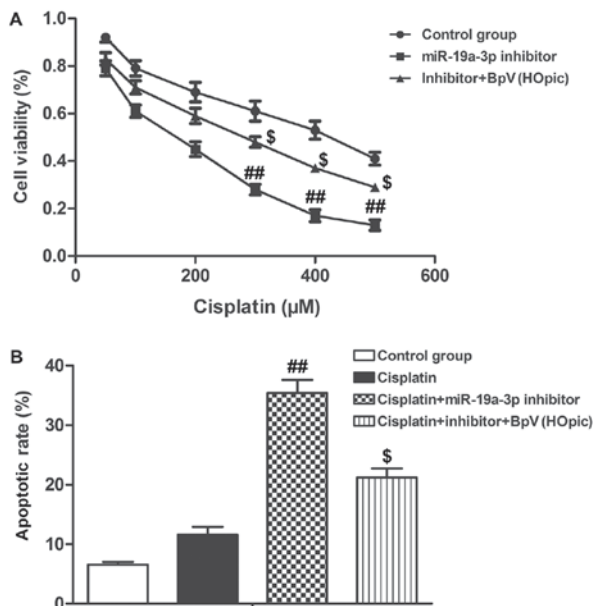 A
Control group
miR-19a-3p inhibitor
Inhibitor+BpV(HOpic)
Cell viability (%)
1.0
0.8
0.6
0.4
0.2
0.0
$
$
$
##
##
##
0
200
400
600
Cisplatin (µM)
B
Control group
Cisplatin
Cisplatin+miR-19a-3p inhibitor
Cisplatin+inhibitor+BpV(HOpic)
Apoptotic rate (%)
40
30
20
10
0
##
$